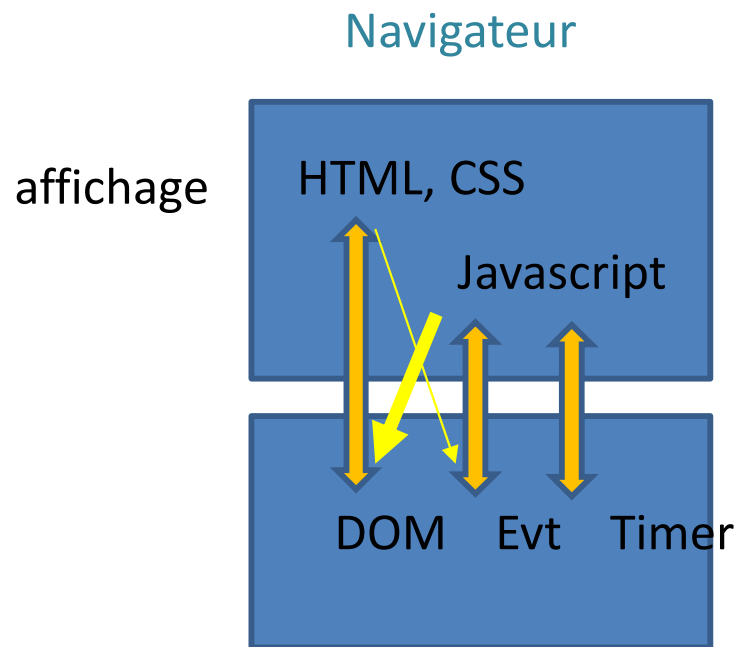 Navigateur
affichage
HTML, CSS
Javascript
DOM Evt Timer